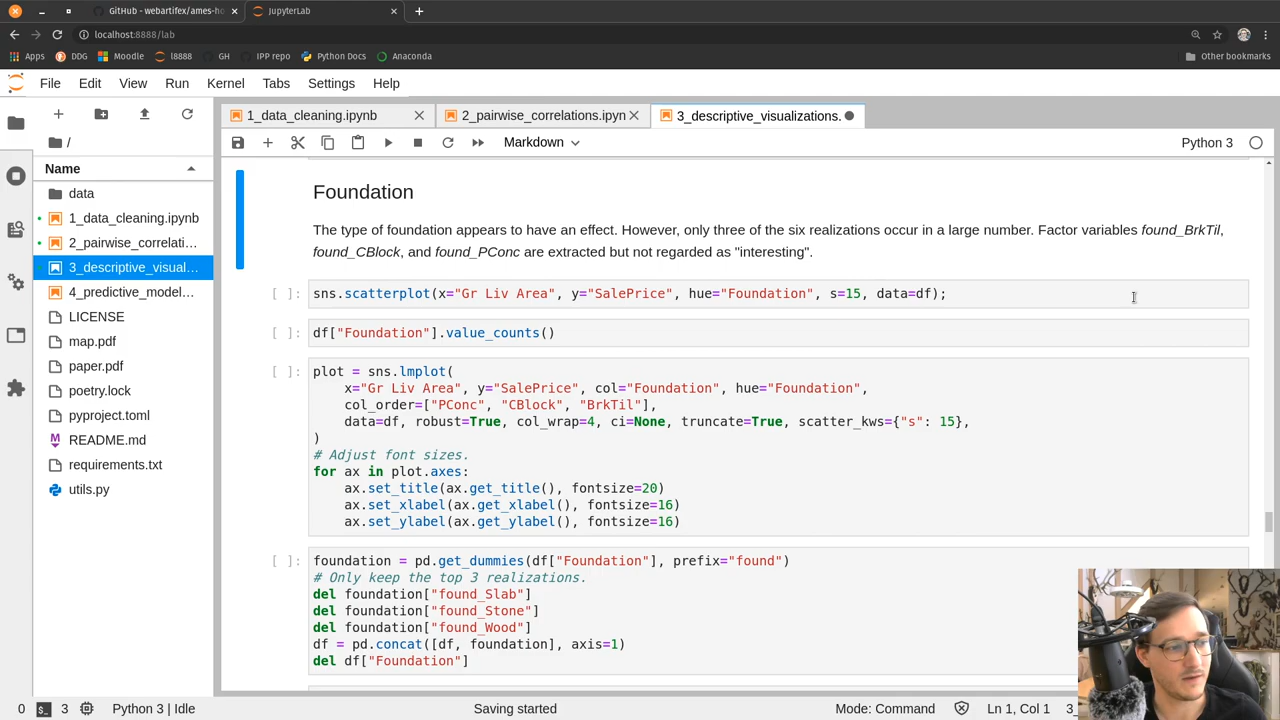 GitHub - webartifex/ames-ho
JupyterLab
localhost:8888/lab
Apps DDG Moodle l8888 GH IPP repo Python Docs Anaconda Other bookmarks
File Edit View Run Kernel Tabs Settings Help
1_data_cleaning.ipynb 2_pairwise_correlations.ipyn 3_descriptive_visualizations.
Markdown Python 3
/
Name
data
1_data_cleaning.ipynb
2_pairwise_correlati...
3_descriptive_visual...
4_predictive_model...
LICENSE
map.pdf
paper.pdf
poetry.lock
pyproject.toml
README.md
requirements.txt
utils.py
Foundation
The type of foundation appears to have an effect. However, only three of the six realizations occur in a large number. Factor variables found_BrkTil,
found_CBlock, and found_PConc are extracted but not regarded as "interesting".
[ ]: sns.scatterplot(x="Gr Liv Area", y="SalePrice", hue="Foundation", s=15, data=df);
[ ]: df["Foundation"].value_counts()
[ ]: plot = sns.lmplot(
x="Gr Liv Area", y="SalePrice", col="Foundation", hue="Foundation",
col_order=["PConc", "CBlock", "BrkTil"],
data=df, robust=True, col_wrap=4, ci=None, truncate=True, scatter_kws={"s": 15},
)
# Adjust font sizes.
for ax in plot.axes:
ax.set_title(ax.get_title(), fontsize=20)
ax.set_xlabel(ax.get_xlabel(), fontsize=16)
ax.set_ylabel(ax.get_ylabel(), fontsize=16)
[ ]: foundation = pd.get_dummies(df["Foundation"], prefix="found")
# Only keep the top 3 realizations.
del foundation["found_Slab"]
del foundation["found_Stone"]
del foundation["found_Wood"]
df = pd.concat([df, foundation], axis=1)
del df["Foundation"]
0 $_ 3 Python 3 | Idle Saving started Mode: Command Ln 1, Col 1 3_